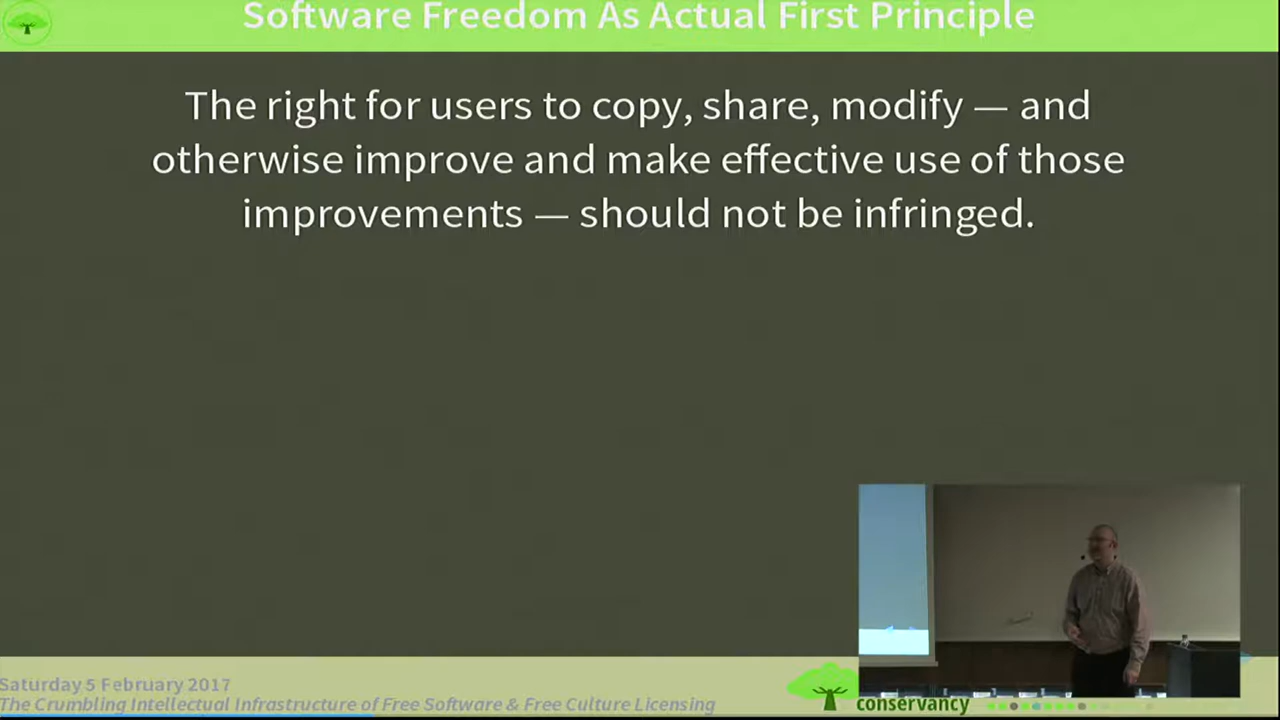 Software Freedom As Actual First Principle
The right for users to copy, share, modify — and
otherwise improve and make effective use of those
improvements — should not be infringed.
Saturday 5 February 2017
The Crumbling Intellectual Infrastructure of Free Software & Free Culture Licensing
conservancy